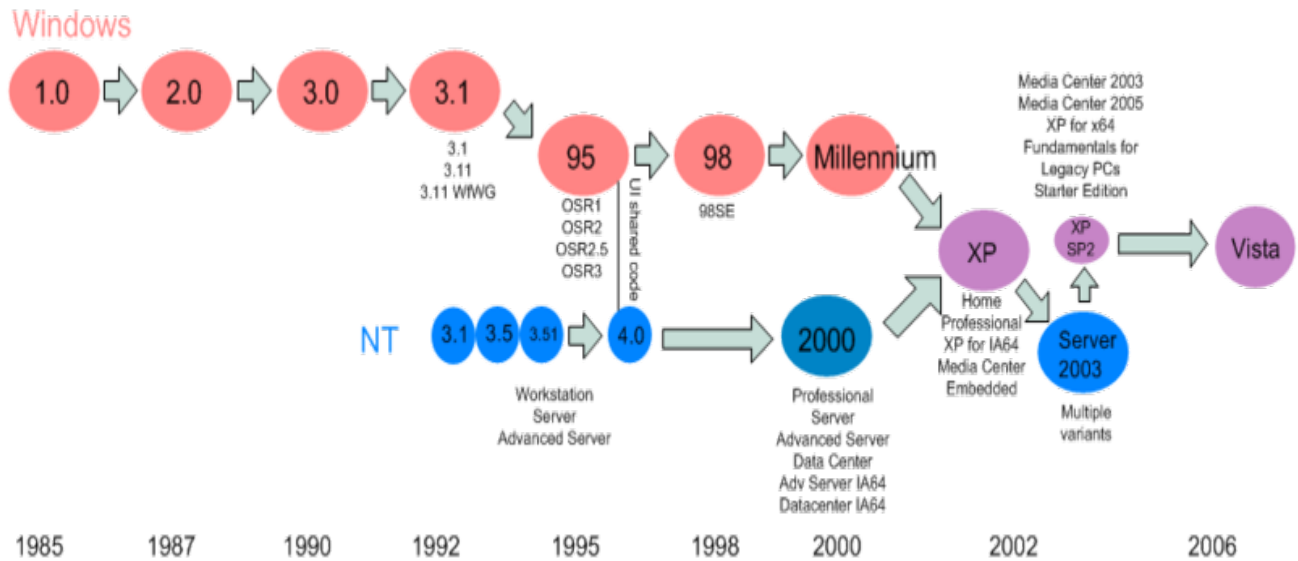 Windows
1.0
2.0
3.0
3.1
3.1
3.11
3.11 WfWG
95
OSR1
OSR2
OSR2.5
OSR3
UI shared code
98
98SE
Millennium
NT
3.1
3.5
3.51
4.0
Workstation
Server
Advanced Server
2000
Professional
Server
Advanced Server
Data Center
Adv Server IA64
Datacenter IA64
XP
Home
Professional
XP for IA64
Media Center
Embedded
Server
2003
Multiple
variants
Media Center 2003
Media Center 2005
XP for x64
Fundamentals for
Legacy PCs
Starter Edition
XP
SP2
Vista
1985
1987
1990
1992
1995
1998
2000
2002
2006